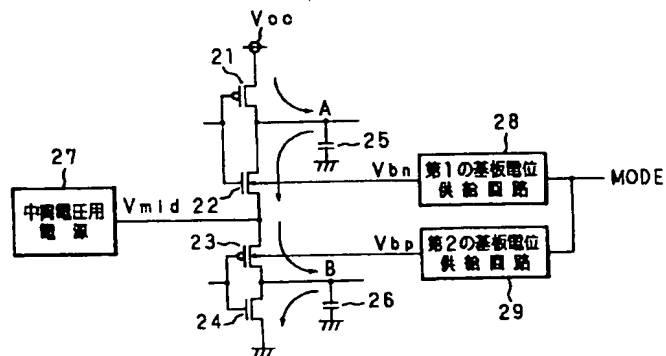 Vcc
21
A
25
28
第1の基板電位
供給回路
MODE
27
中間電圧用
電源
Vmid
22
Vbn
23
Vbp
第2の基板電位
供給回路
29
B
26
24